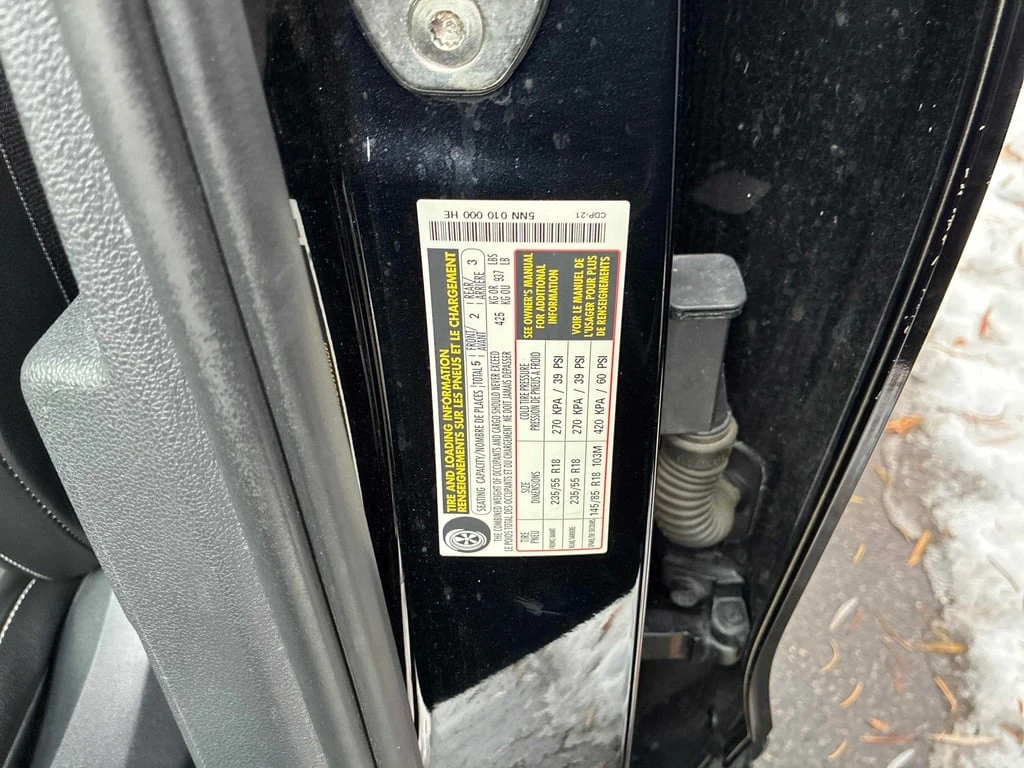 5NN 010 000 HE
CDP-21
TIRE AND LOADING INFORMATION
RENSEIGNEMENTS SUR LES PNEUS ET LE CHARGEMENT
SEATING CAPACITY/NOMBRE DE PLACES TOTAL 5 FRONT/AVANT 2 REAR/ARRIÈRE 3
THE COMBINED WEIGHT OF OCCUPANTS AND CARGO SHOULD NEVER EXCEED 425 KG OR 937 LBS
LE POIDS TOTAL DES OCCUPANTS ET DU CHARGEMENT NE DOIT JAMAIS DEPASSER KG OU LB
TIRE SIZE COLD TIRE PRESSURE
PNEU DIMENSIONS PRESSION DE PNEUS A FROID
235/55 R18 270 KPA / 39 PSI
235/55 R18 270 KPA / 39 PSI
145/85 R18 103M 420 KPA / 60 PSI
SEE OWNER'S MANUAL
FOR ADDITIONAL
INFORMATION
VOIR LE MANUEL DE
L'USAGER POUR PLUS
DE RENSEIGNEMENTS